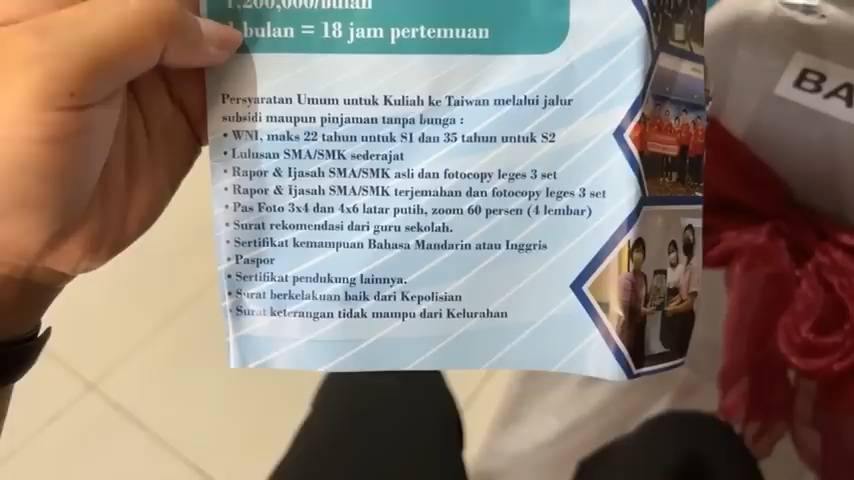 1,200,000/bulan
1 bulan = 18 jam pertemuan
Persyaratan Umum untuk Kuliah ke Taiwan melalui jalur
subsidi maupun pinjaman tanpa bunga :
• WNI, maks 22 tahun untuk S1 dan 35 tahun untuk S2
• Lulusan SMA/SMK sederajat
• Rapor & Ijasah SMA/SMK asli dan fotocopy leges 3 set
• Rapor & Ijasah SMA/SMK terjemahan dan fotocopy leges 3 set
• Pas Foto 3x4 dan 4x6 latar putih, zoom 60 persen (4 lembar)
• Surat rekomendasi dari guru sekolah.
• Sertifikat kemampuan Bahasa Mandarin atau Inggris
• Paspor
• Sertifikat pendukung lainnya.
• Surat berkelakuan baik dari Kepolisian
• Surat keterangan tidak mampu dari Kelurahan
BA